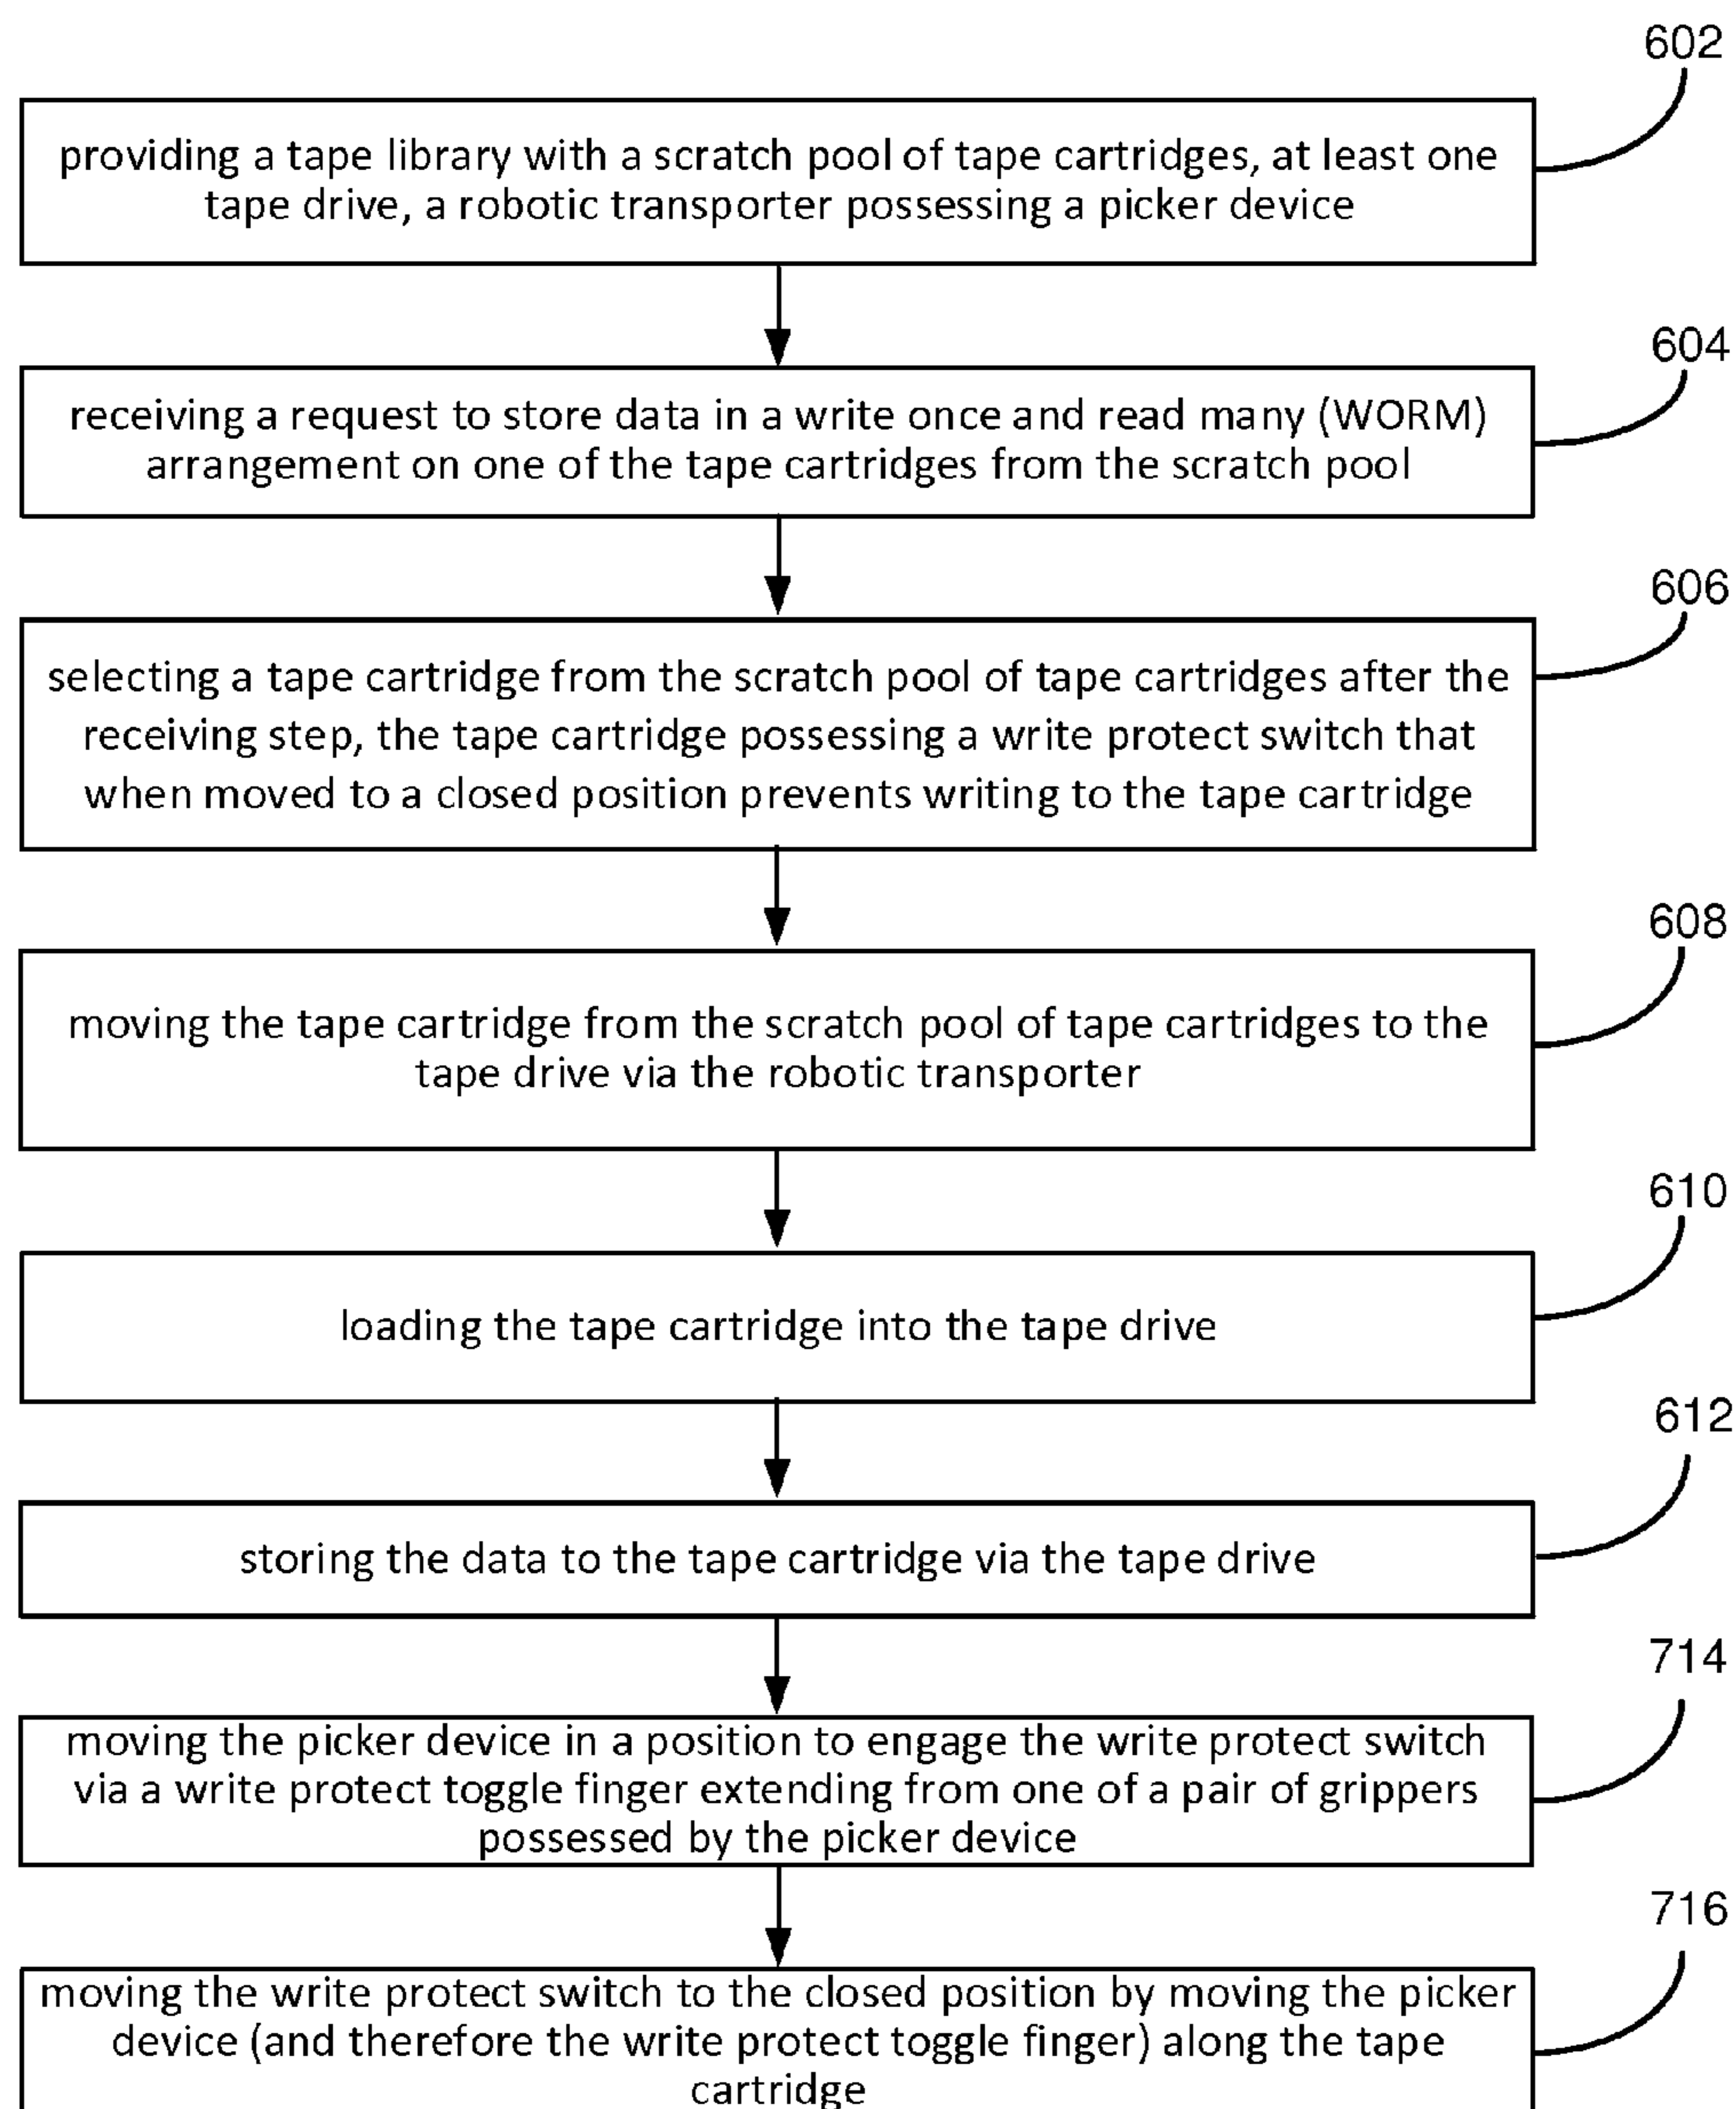 602
providing a tape library with a scratch pool of tape cartridges, at least one
tape drive, a robotic transporter possessing a picker device
604
receiving a request to store data in a write once and read many (WORM)
arrangement on one of the tape cartridges from the scratch pool
606
selecting a tape cartridge from the scratch pool of tape cartridges after the
receiving step, the tape cartridge possessing a write protect switch that
when moved to a closed position prevents writing to the tape cartridge
608
moving the tape cartridge from the scratch pool of tape cartridges to the
tape drive via the robotic transporter
610
loading the tape cartridge into the tape drive
612
storing the data to the tape cartridge via the tape drive
714
moving the picker device in a position to engage the write protect switch
via a write protect toggle finger extending from one of a pair of grippers
possessed by the picker device
716
moving the write protect switch to the closed position by moving the picker
device (and therefore the write protect toggle finger) along the tape
cartridge